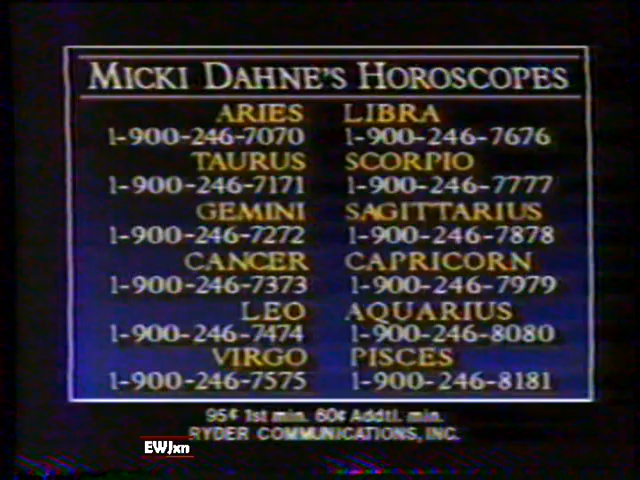 MICKI DAHNE'S HOROSCOPES
ARIES LIBRA
1-900-246-7070 1-900-246-7676
TAURUS SCORPIO
1-900-246-7171 1-900-246-7777
GEMINI SAGITTARIUS
1-900-246-7272 1-900-246-7878
CANCER CAPRICORN
1-900-246-7373 1-900-246-7979
LEO AQUARIUS
1-900-246-7474 1-900-246-8080
VIRGO PISCES
1-900-246-7575 1-900-246-8181
95¢ 1st min. 60¢ Addtl. min.
RYDER COMMUNICATIONS, INC.
EWJxn